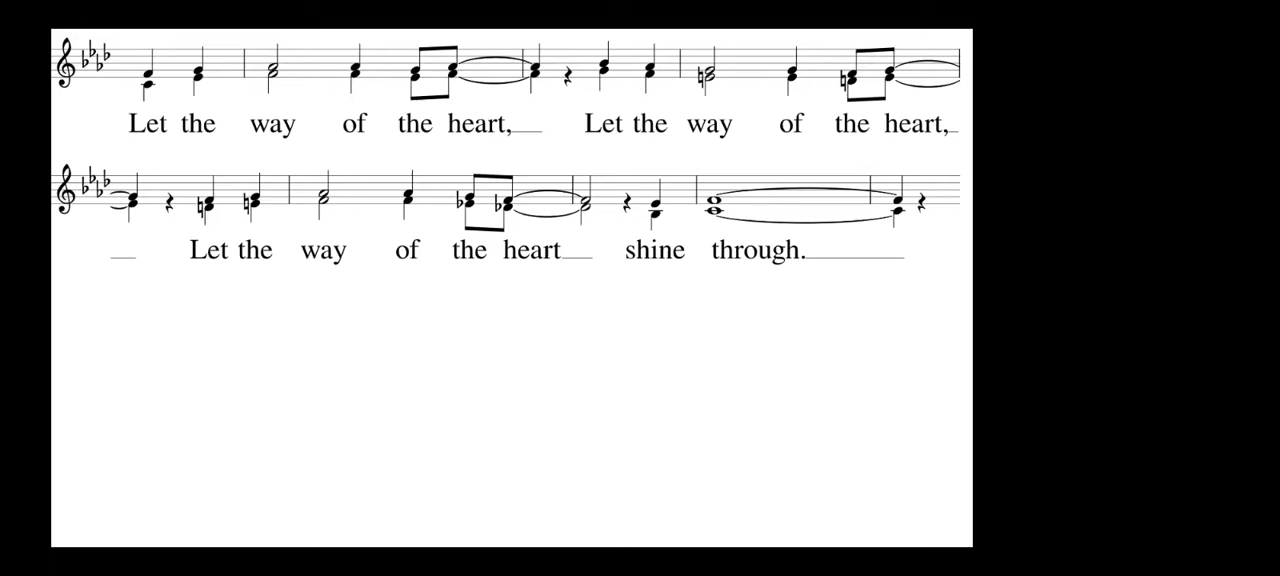 Let the way of the heart, Let the way of the heart,
Let the way of the heart shine through.